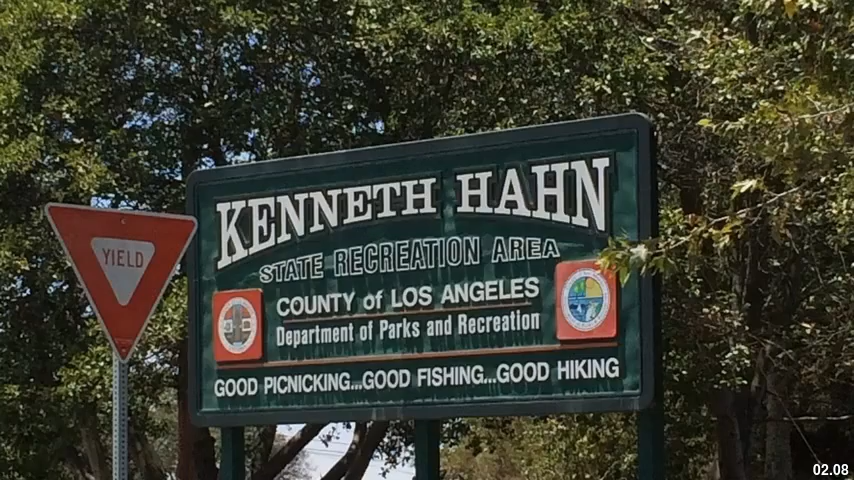 KENNETH HAHN
STATE RECREATION AREA
COUNTY of LOS ANGELES
Department of Parks and Recreation
GOOD PICNICKING...GOOD FISHING...GOOD HIKING
YIELD
02.08